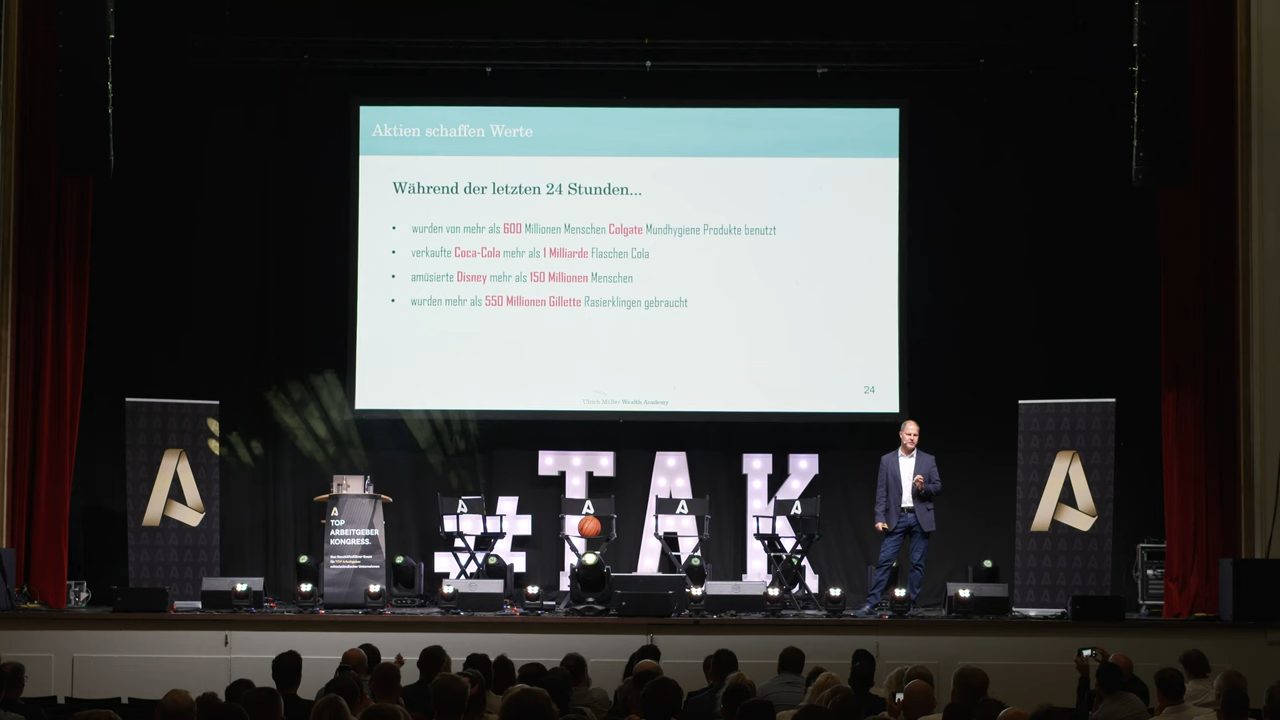 Aktien schaffen Werte
Während der letzten 24 Stunden...
• wurden von mehr als 600 Millionen Menschen Colgate Mundhygiene Produkte benutzt
• verkaufte Coca-Cola mehr als 1 Milliarde Flaschen Cola
• amüsierte Disney mehr als 150 Millionen Menschen
• wurden mehr als 550 Millionen Gillette Rasierklingen gebraucht
24
Ulrich Müller Wealth Academy
#TAK
TOP
ARBEITGEBER
KONGRESS.